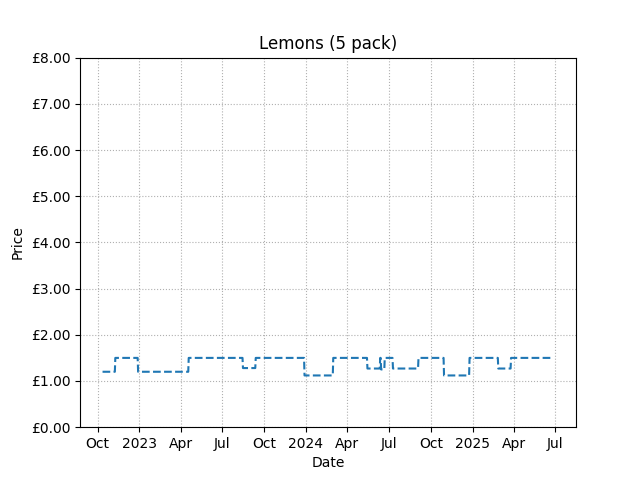 Lemons (5 pack)
£8.00
£7.00
£6.00
£5.00
£4.00
£3.00
£2.00
£1.00
£0.00
Price
Oct 2023 Apr Jul Oct 2024 Apr Jul Oct 2025 Apr Jul
Date